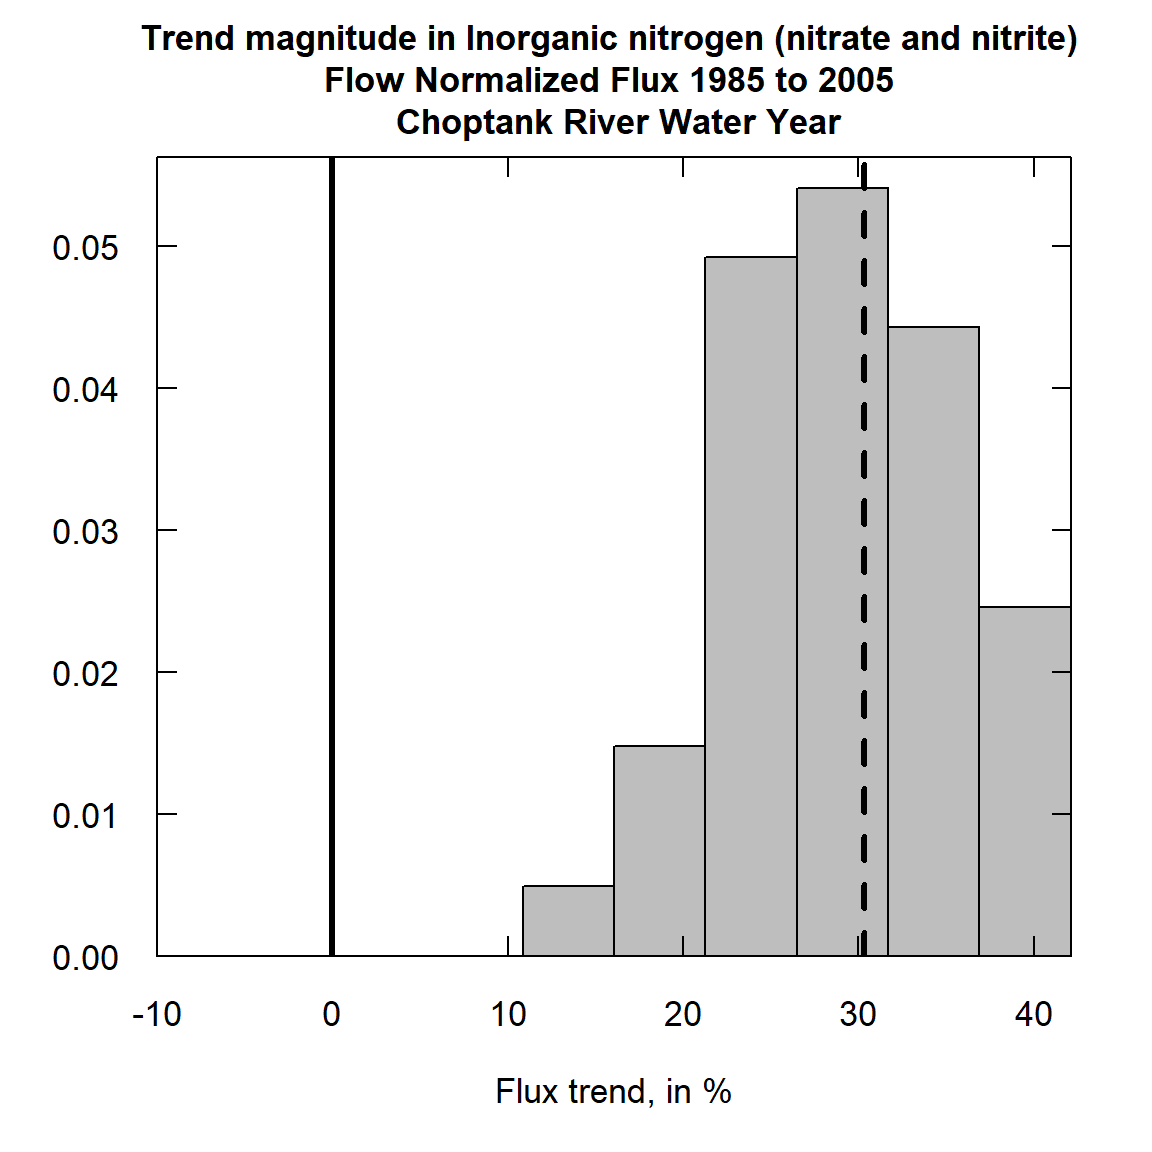 Trend magnitude in Inorganic nitrogen (nitrate and nitrite)
Flow Normalized Flux 1985 to 2005
Choptank River Water Year
0.05
0.04
0.03
0.02
0.01
0.00
-10 0 10 20 30 40
Flux trend, in %